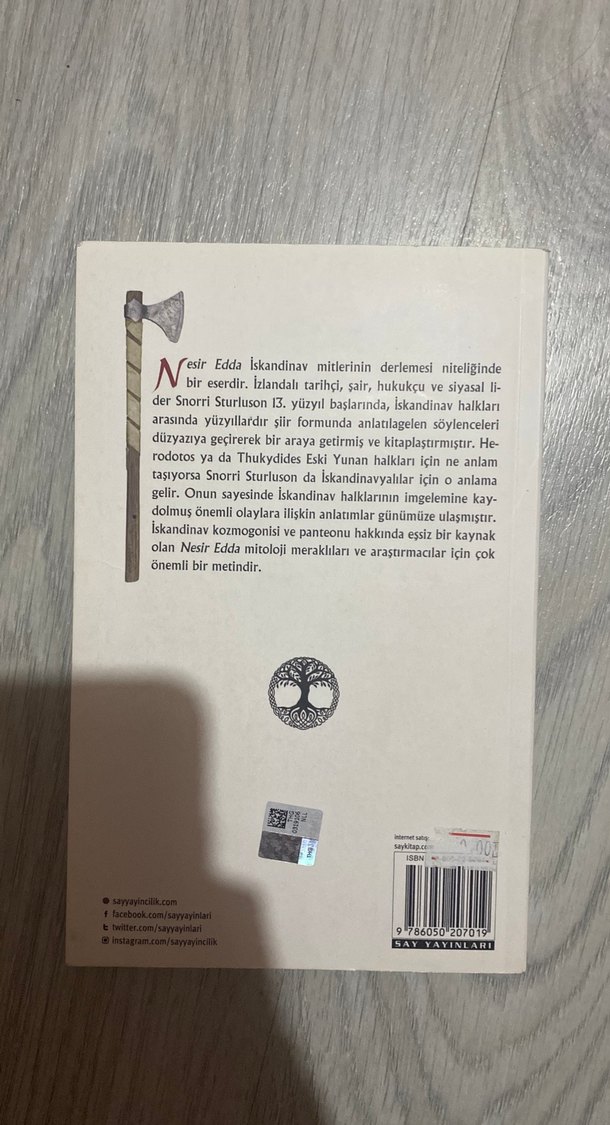 Nesir Edda İskandinav mitlerinin derlemesi niteliğinde
bir eserdir. İzlandalı tarihçi, şair, hukukçu ve siyasal li-
der Snorri Sturluson 13. yüzyıl başlarında, İskandinav halkları
arasında yüzyıllardır şiir formunda anlatılagelen söylenceleri
düzyazıya geçirerek bir araya getirmiş ve kitaplaştırmıştır. He-
rodotos ya da Thukydides Eski Yunan halkları için ne anlam
taşıyorsa Snorri Sturluson da İskandinavyalılar için o anlama
gelir. Onun sayesinde İskandinav halklarının imgelemine kay-
dolmuş önemli olaylara ilişkin anlatımlar günümüze ulaşmıştır.
İskandinav kozmogonisi ve panteonu hakkında eşsiz bir kaynak
olan Nesir Edda mitoloji meraklıları ve araştırmacılar için çok
önemli bir metindir.
internet satış:
saykitap.com
ISBN
9 786050 207019
SAY YAYINLARI
sayyayincilik.com
facebook.com/sayyayinlari
twitter.com/sayyayinlari
instagram.com/sayyayincilik